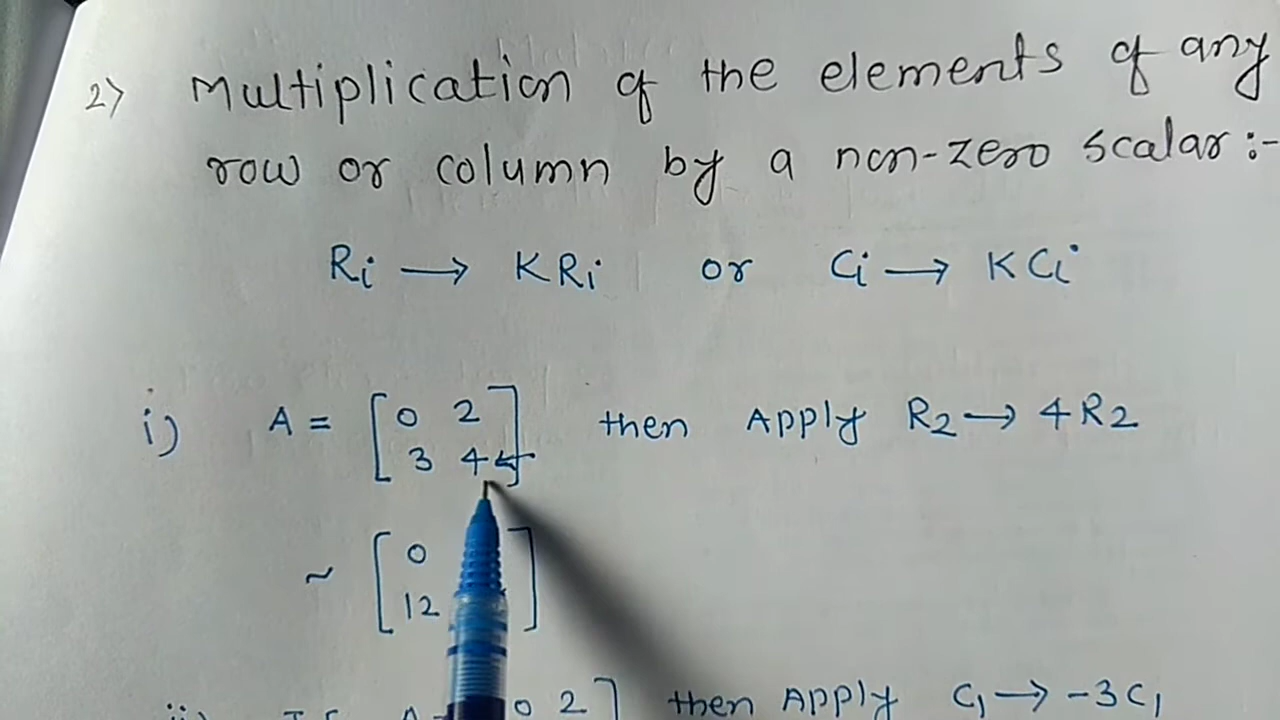 2) Multiplication of the elements of any
row or column by a non-zero scalar :-
Ri → KRi or Ci → KCi
i) A = [ 0 2 ] then Apply R2 → 4R2
[ 3 4 ] ←
~ [ 0 ]
[ 12 ]
0 2 ] then Apply C1 → -3C1